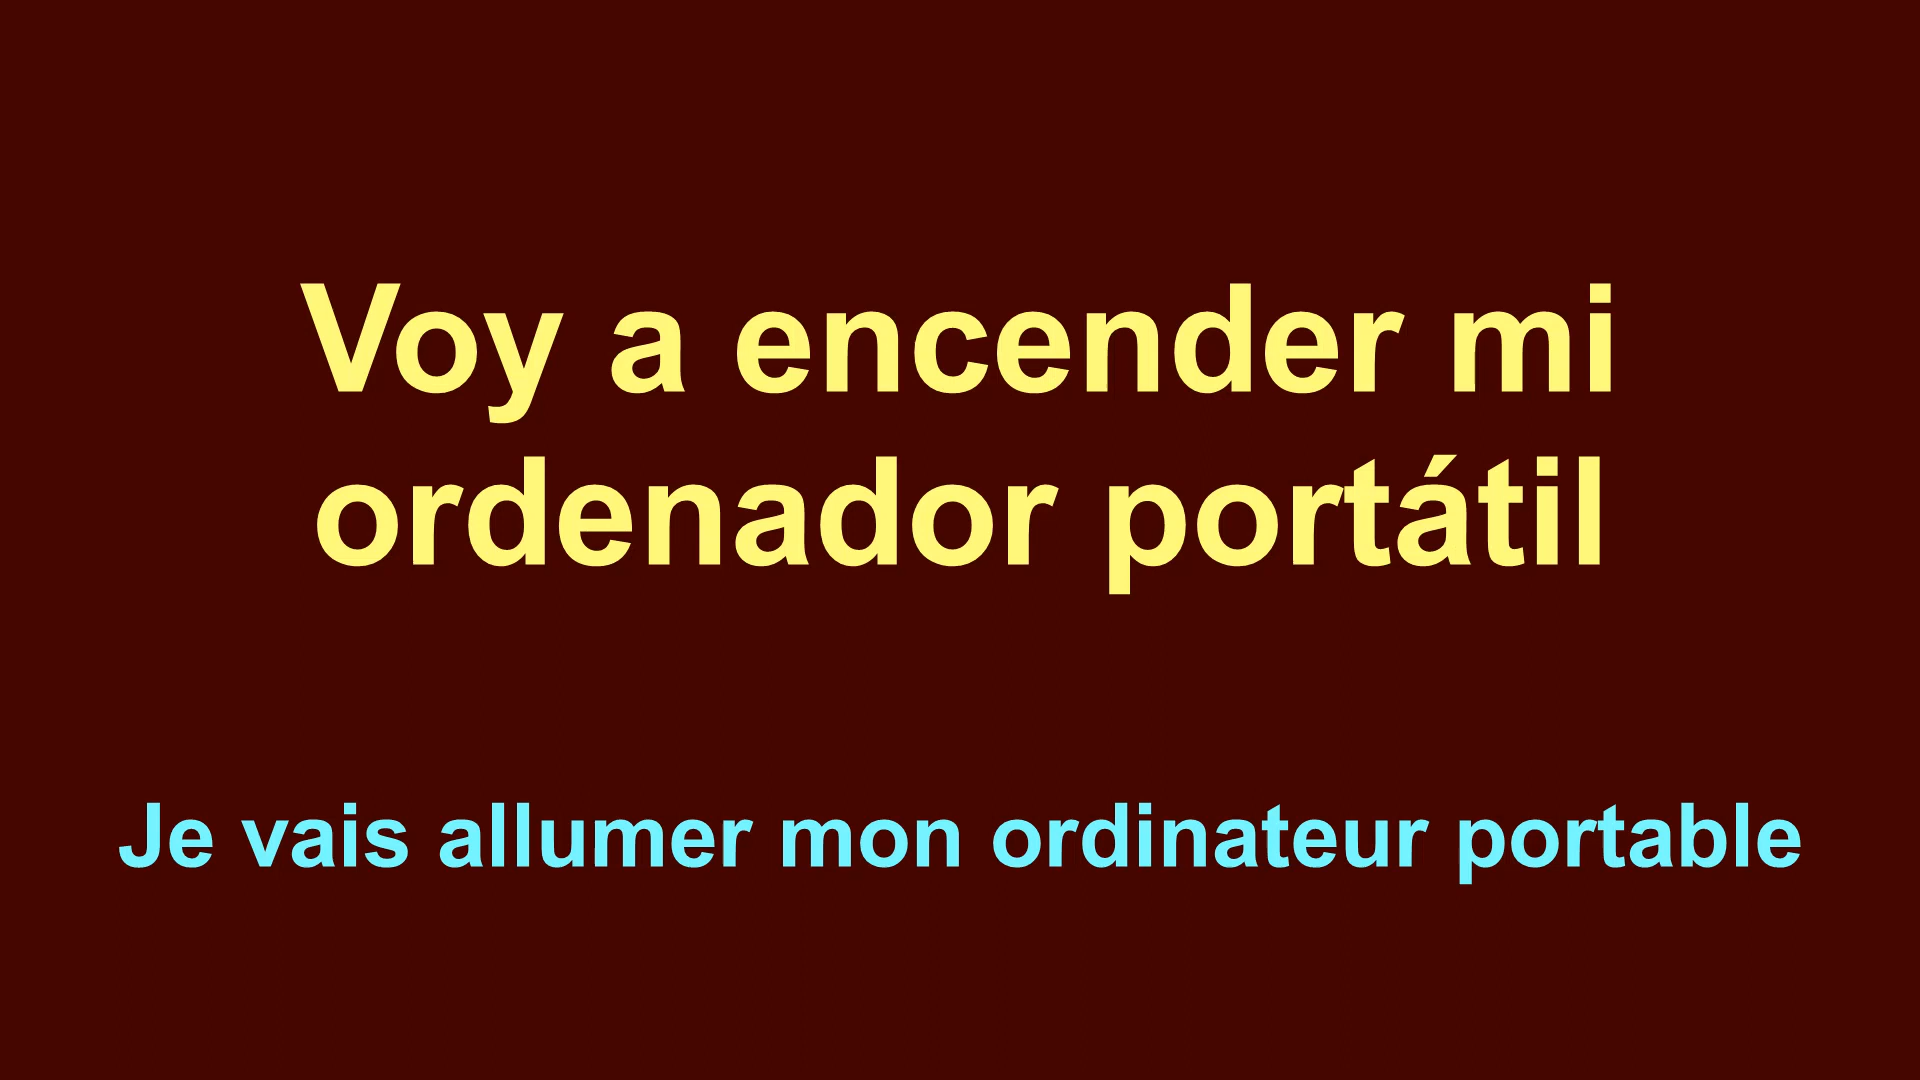 Voy a encender mi
ordenador portátil
Je vais allumer mon ordinateur portable